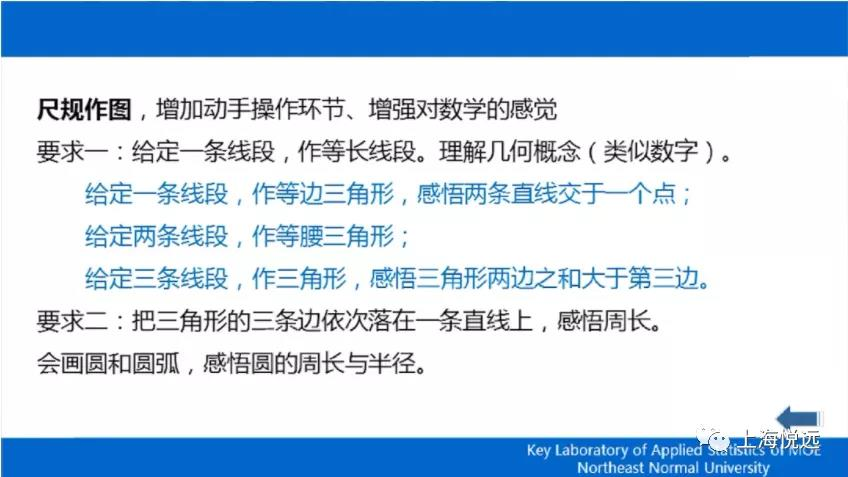 尺规作图，增加动手操作环节、增强对数学的感觉
要求一：给定一条线段，作等长线段。理解几何概念（类似数字）。
给定一条线段，作等边三角形，感悟两条直线交于一个点；
给定两条线段，作等腰三角形；
给定三条线段，作三角形，感悟三角形两边之和大于第三边。
要求二：把三角形的三条边依次落在一条直线上，感悟周长。
会画圆和圆弧，感悟圆的周长与半径。
上海悦远
Key Laboratory of Applied Statistics of MOE
Northeast Normal University